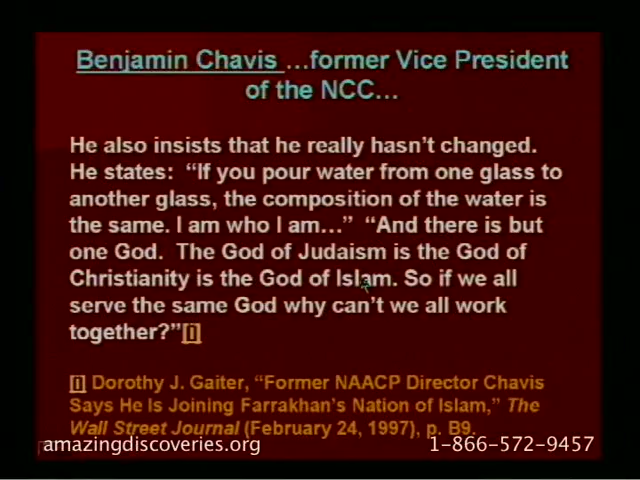 Benjamin Chavis …former Vice President
of the NCC…
He also insists that he really hasn't changed.
He states:  “If you pour water from one glass to
another glass, the composition of the water is
the same. I am who I am…”  “And there is but
one God.  The God of Judaism is the God of
Christianity is the God of Islam. So if we all
serve the same God why can't we all work
together?”[i]
[i] Dorothy J. Gaiter, “Former NAACP Director Chavis
Says He Is Joining Farrakhan's Nation of Islam,” The
Wall Street Journal (February 24, 1997), p. B9.
amazingdiscoveries.org 1-866-572-9457